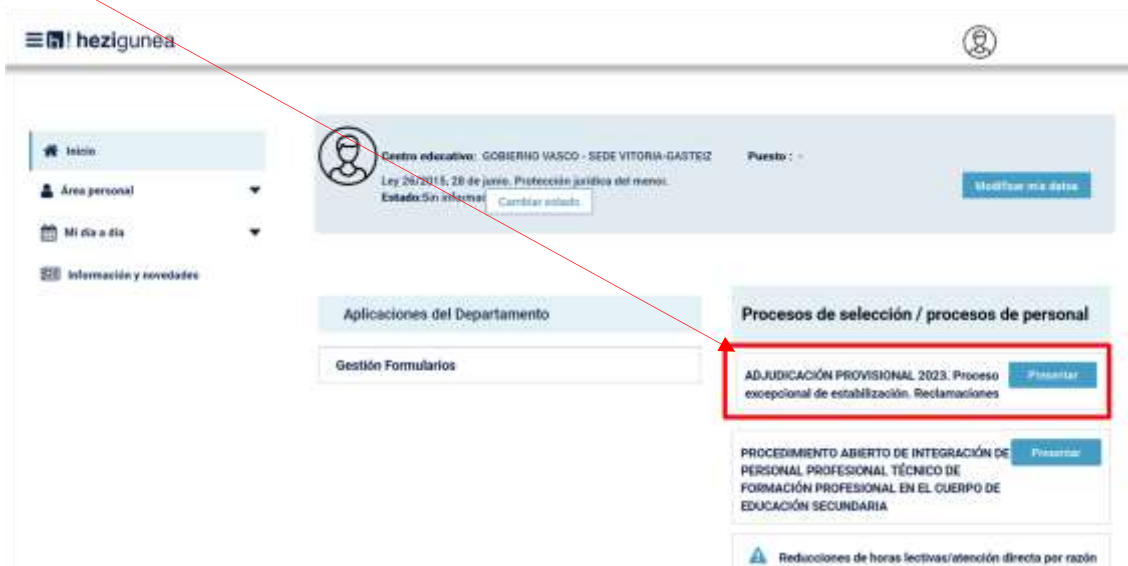 h! hezigunea
Inicio
Área personal
Mi día a día
Información y novedades
Centro educativo: GOBIERNO VASCO - SEDE VITORIA-GASTEIZ Puesto : -
Ley 26/2015, 28 de junio. Protección jurídica del menor.
Estado:Sin informac Cambiar estado
Modificar mis datos
Aplicaciones del Departamento
Gestión Formularios
Procesos de selección / procesos de personal
ADJUDICACIÓN PROVISIONAL 2023. Proceso
excepcional de estabilización. Reclamaciones
Presentar
PROCEDIMIENTO ABIERTO DE INTEGRACIÓN DE
PERSONAL PROFESIONAL TÉCNICO DE
FORMACIÓN PROFESIONAL EN EL CUERPO DE
EDUCACIÓN SECUNDARIA
Presentar
Reducciones de horas lectivas/atención directa por razón